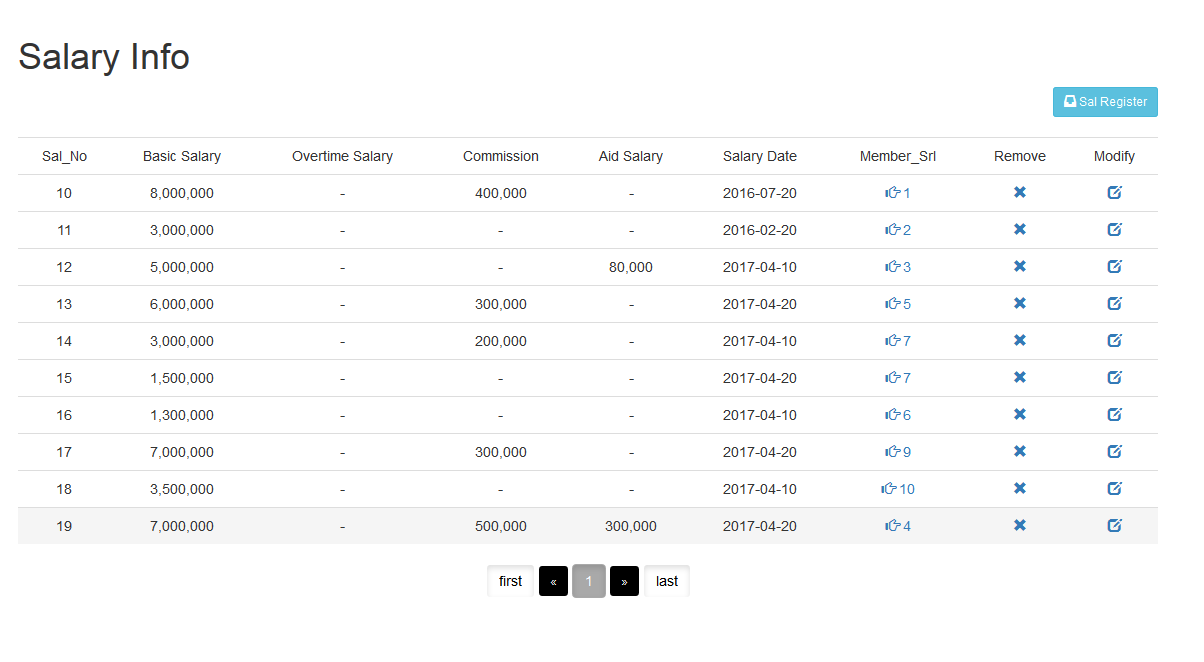 Salary Info
Sal Register
Sal_No Basic Salary Overtime Salary Commission Aid Salary Salary Date Member_Srl Remove Modify
10 8,000,000 - 400,000 - 2016-07-20 1
11 3,000,000 - - - 2016-02-20 2
12 5,000,000 - - 80,000 2017-04-10 3
13 6,000,000 - 300,000 - 2017-04-20 5
14 3,000,000 - 200,000 - 2017-04-10 7
15 1,500,000 - - - 2017-04-20 7
16 1,300,000 - - - 2017-04-10 6
17 7,000,000 - 300,000 - 2017-04-20 9
18 3,500,000 - - - 2017-04-10 10
19 7,000,000 - 500,000 300,000 2017-04-20 4
first « 1 » last